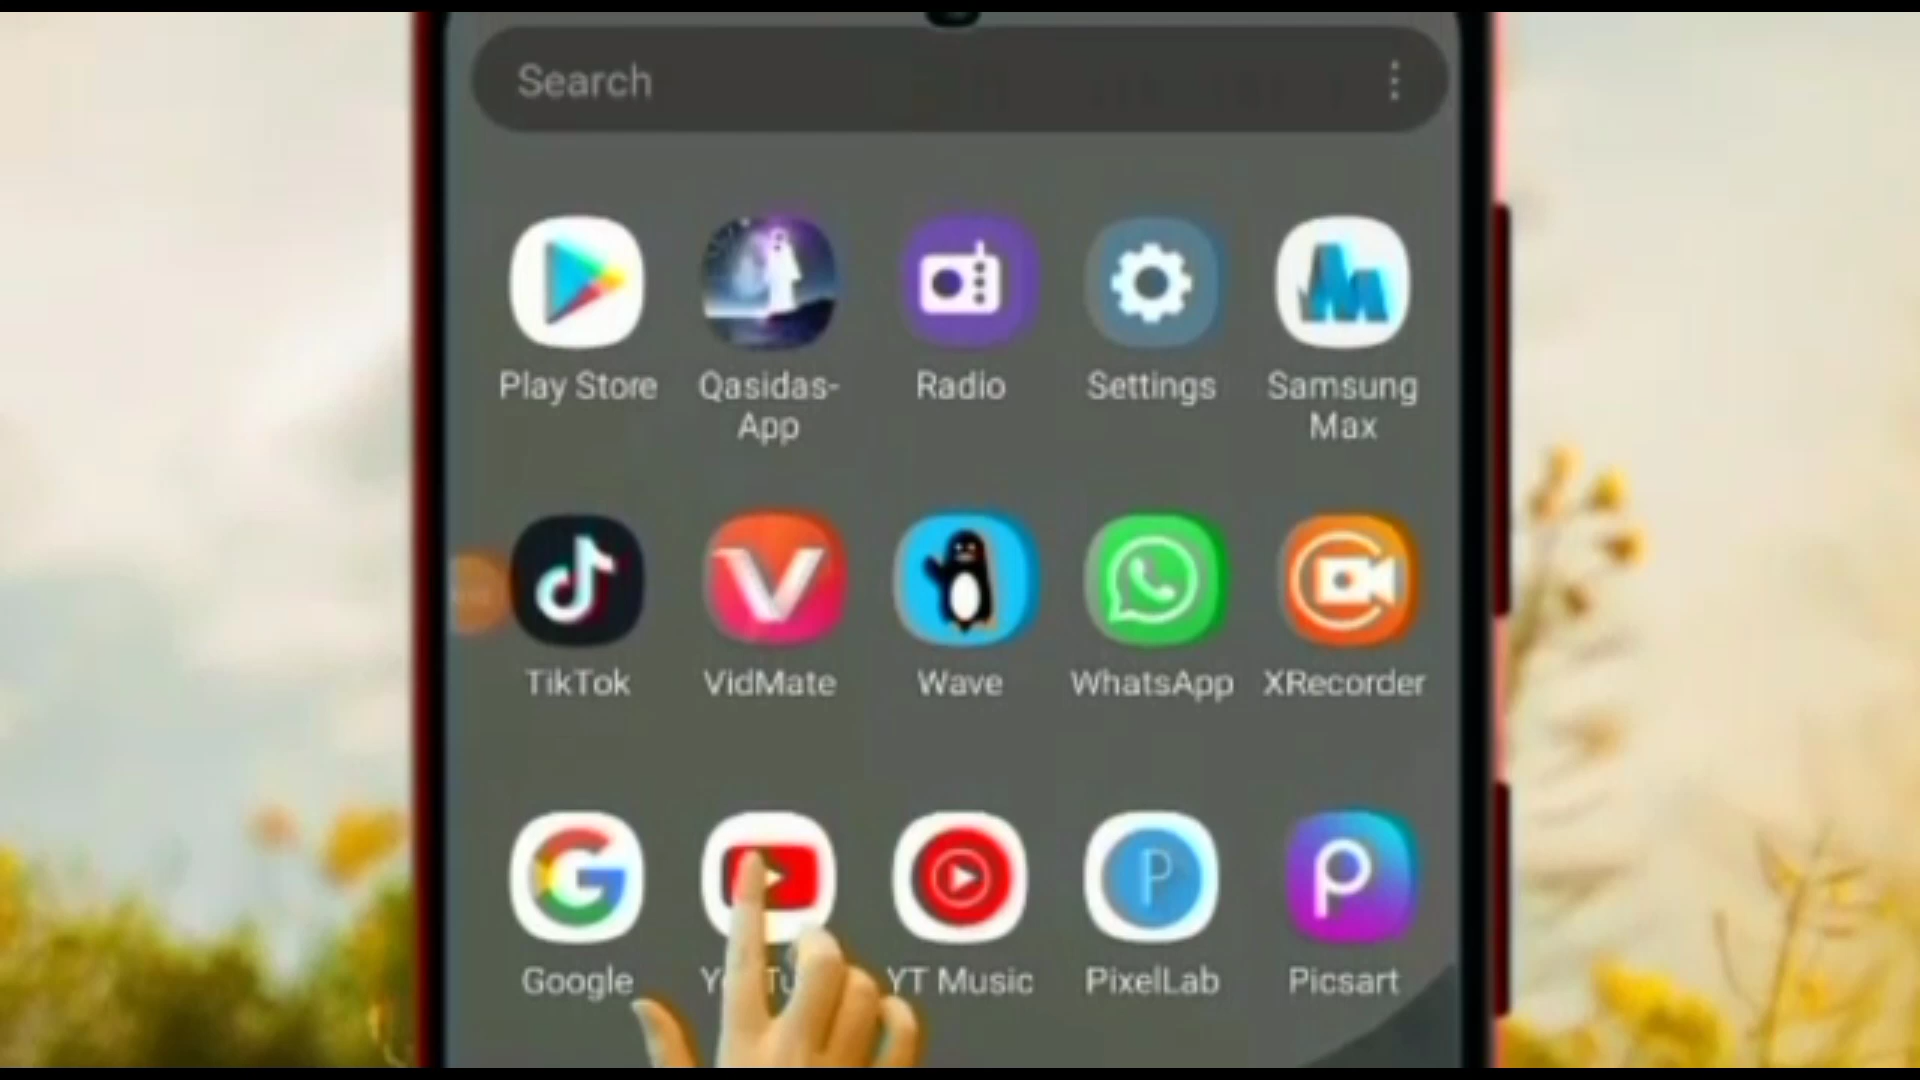 Search
Play Store
Qasidas-
App
Radio
Settings
Samsung
Max
TikTok
VidMate
Wave
WhatsApp
XRecorder
Google
YT Music
PixelLab
Picsart